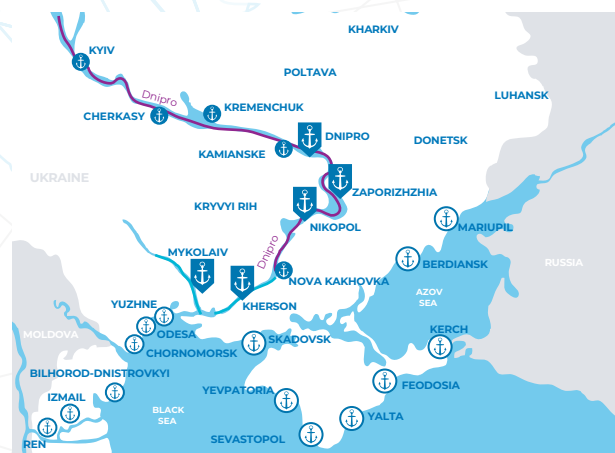 KHARKIV
KYIV
POLTAVA
LUHANSK
Dnipro
KREMENCHUK
CHERKASY
DNIPRO
DONETSK
KAMIANSKE
UKRAINE
ZAPORIZHZHIA
KRYVYI RIH
MARIUPIL
NIKOPOL
Dnipro
MYKOLAIV
BERDIANSK
RUSSIA
NOVA KAKHOVKA
AZOV
SEA
YUZHNE
KHERSON
MOLDOVA
ODESA
KERCH
SKADOVSK
CHORNOMORSK
BILHOROD-DNISTROVKYI
FEODOSIA
YEVPATORIA
IZMAIL
BLACK
SEA
YALTA
SEVASTOPOL
REN